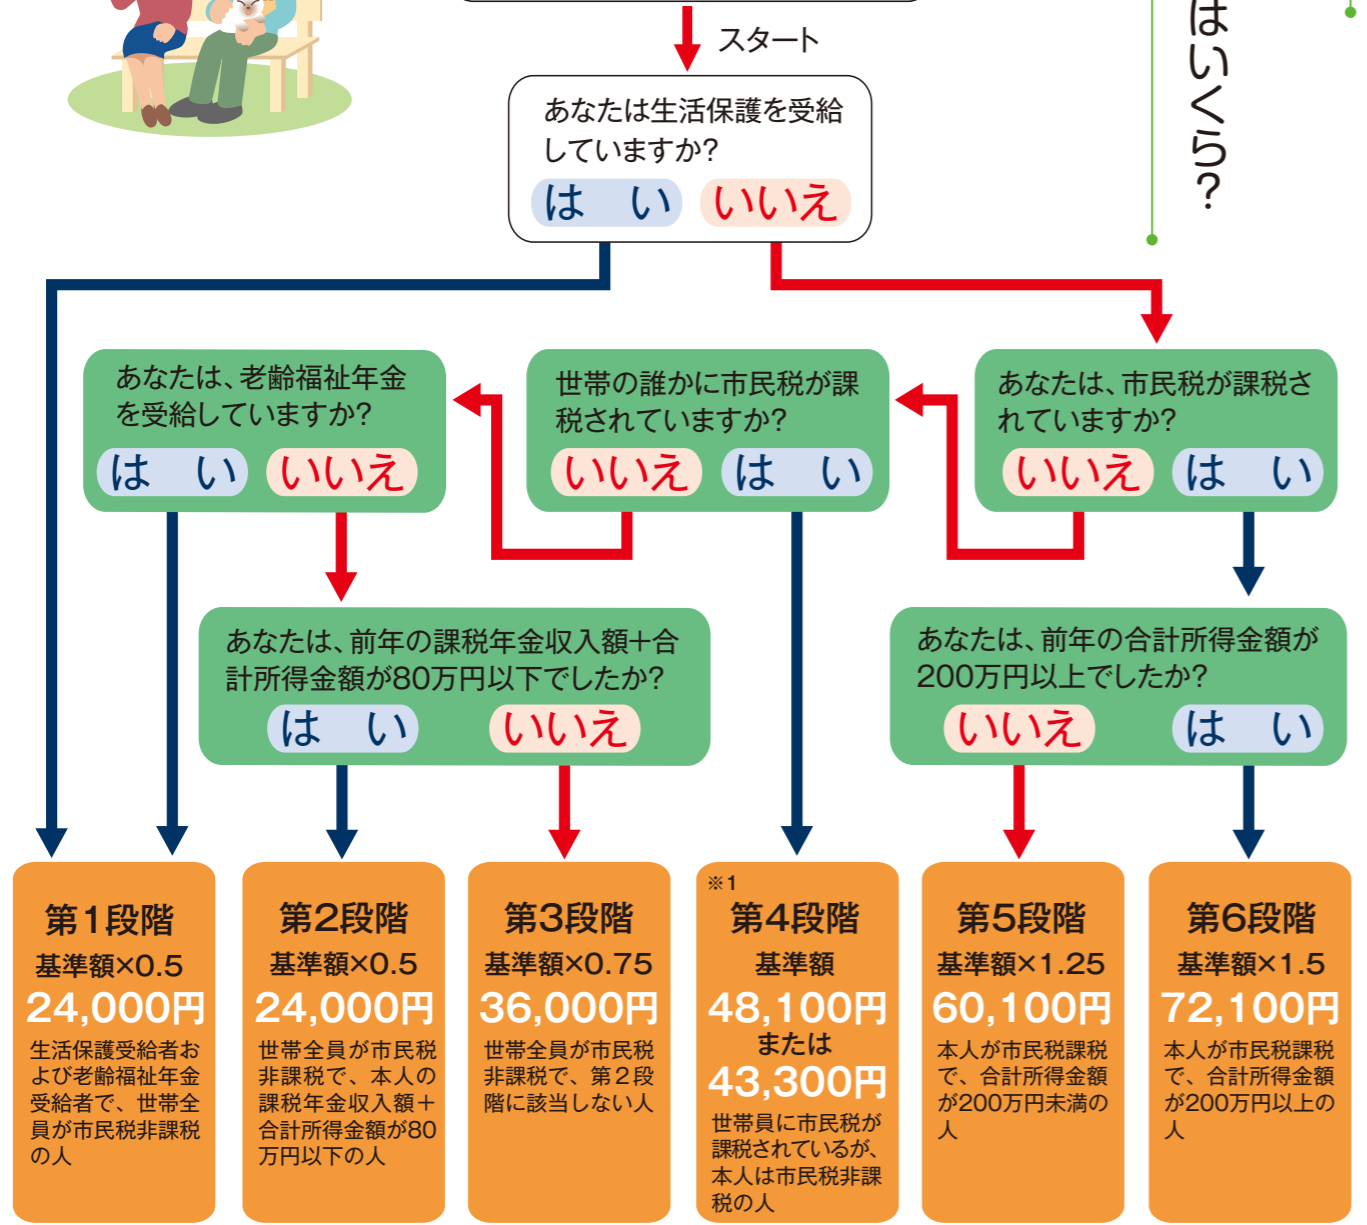 はいくら?
スタート
あなたは生活保護を受給
していますか?
は い いいえ
あなたは、老齢福祉年金
を受給していますか?
は い いいえ
世帯の誰かに市民税が課
税されていますか?
いいえ は い
あなたは、市民税が課税さ
れていますか?
いいえ は い
あなたは、前年の課税年金収入額+合
計所得金額が80万円以下でしたか?
は い いいえ
あなたは、前年の合計所得金額が
200万円以上でしたか?
いいえ は い
第1段階
基準額×0.5
24,000円
生活保護受給者お
よび老齢福祉年金
受給者で、世帯全
員が市民税非課税
の人
第2段階
基準額×0.5
24,000円
世帯全員が市民税
非課税で、本人の
課税年金収入額+
合計所得金額が80
万円以下の人
第3段階
基準額×0.75
36,000円
世帯全員が市民税
非課税で、第2段
階に該当しない人
※1
第4段階
基準額
48,100円
または
43,300円
世帯員に市民税が
課税されているが、
本人は市民税非課
税の人
第5段階
基準額×1.25
60,100円
本人が市民税課税
で、合計所得金額
が200万円未満の
人
第6段階
基準額×1.5
72,100円
本人が市民税課税
で、合計所得金額
が200万円以上の
人